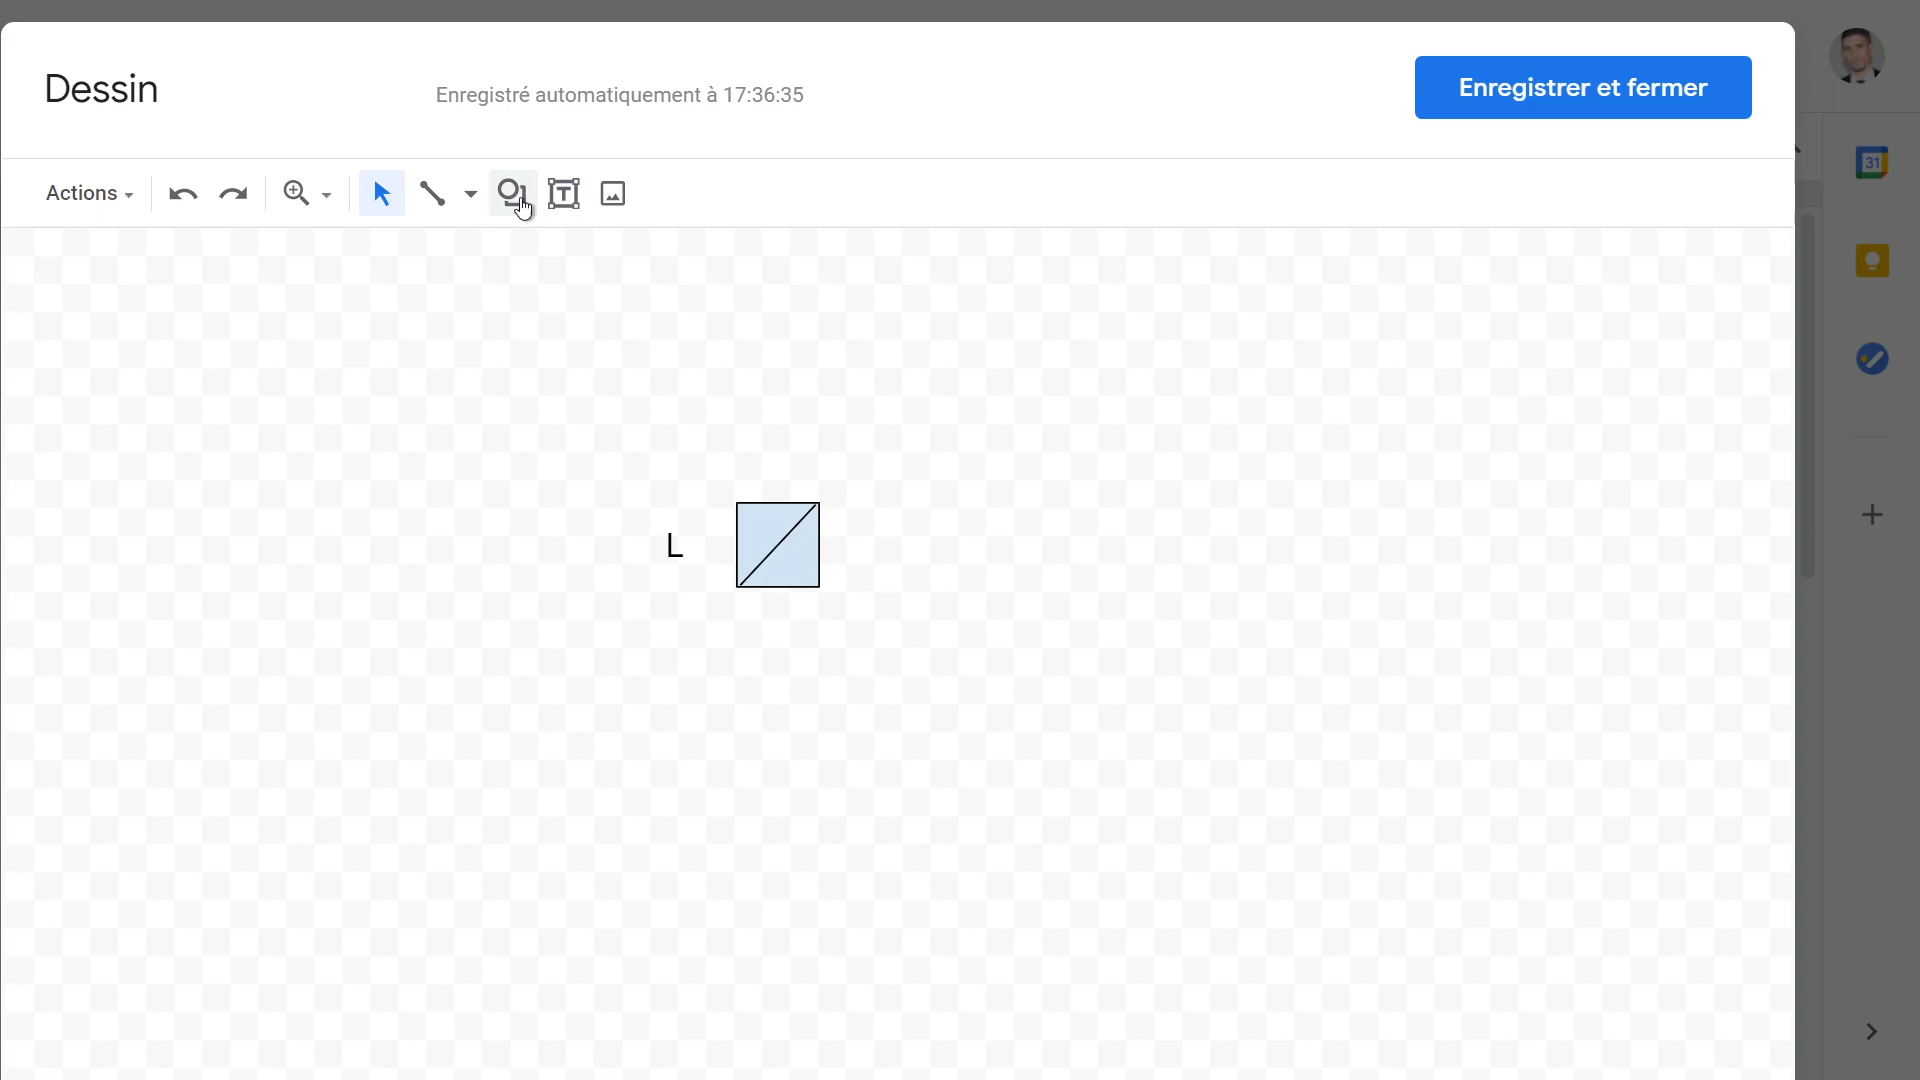 Dessin
Enregistré automatiquement à 17:36:35
Enregistrer et fermer
Actions
T
31
L